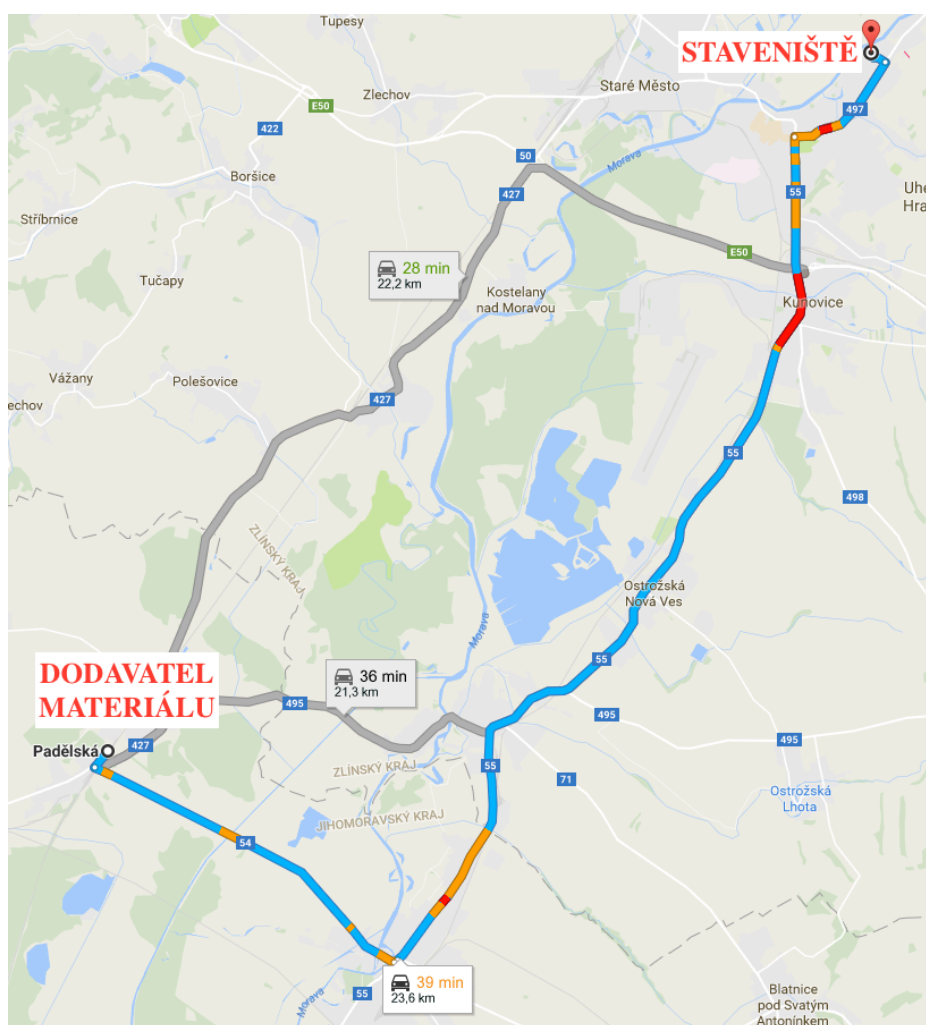 Tupesy
STAVENIŠTĚ
Zlechov
Staré Město
E50
497
422
50
Morava
Boršice
427
55
Uhe
Hra
Stříbrnice
E50
Tučapy
28 min
22,2 km
Kostelany
nad Moravou
Kunovice
Vážany
Polešovice
echov
427
55
498
ZLÍNSKÝ KRAJ
Ostrožská
Nová Ves
Morava
DODAVATEL
MATERIÁLU
36 min
21,3 km
55
495
495
495
Padělská
427
ZLÍNSKÝ KRAJ
55
71
Ostrožská
Lhota
JIHOMORAVSKÝ KRAJ
54
39 min
23,6 km
55
Morava
Blatnice
pod Svatým
Antonínkem